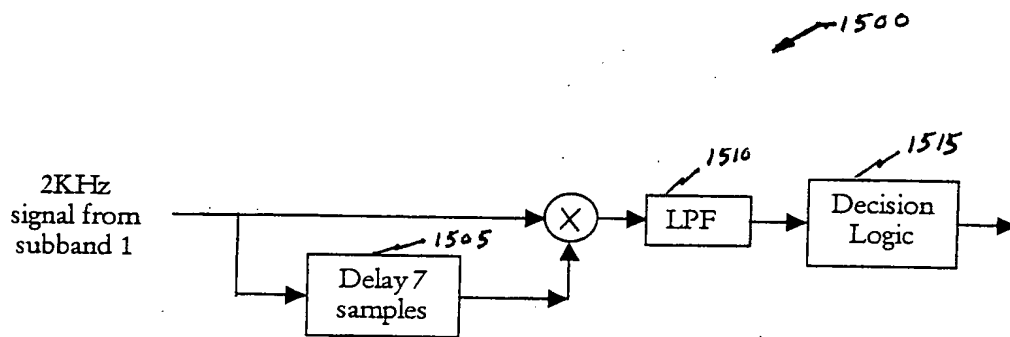 1500
1510
1515
2KHz
signal from
subband 1
X
LPF
Decision
Logic
1505
Delay 7
samples